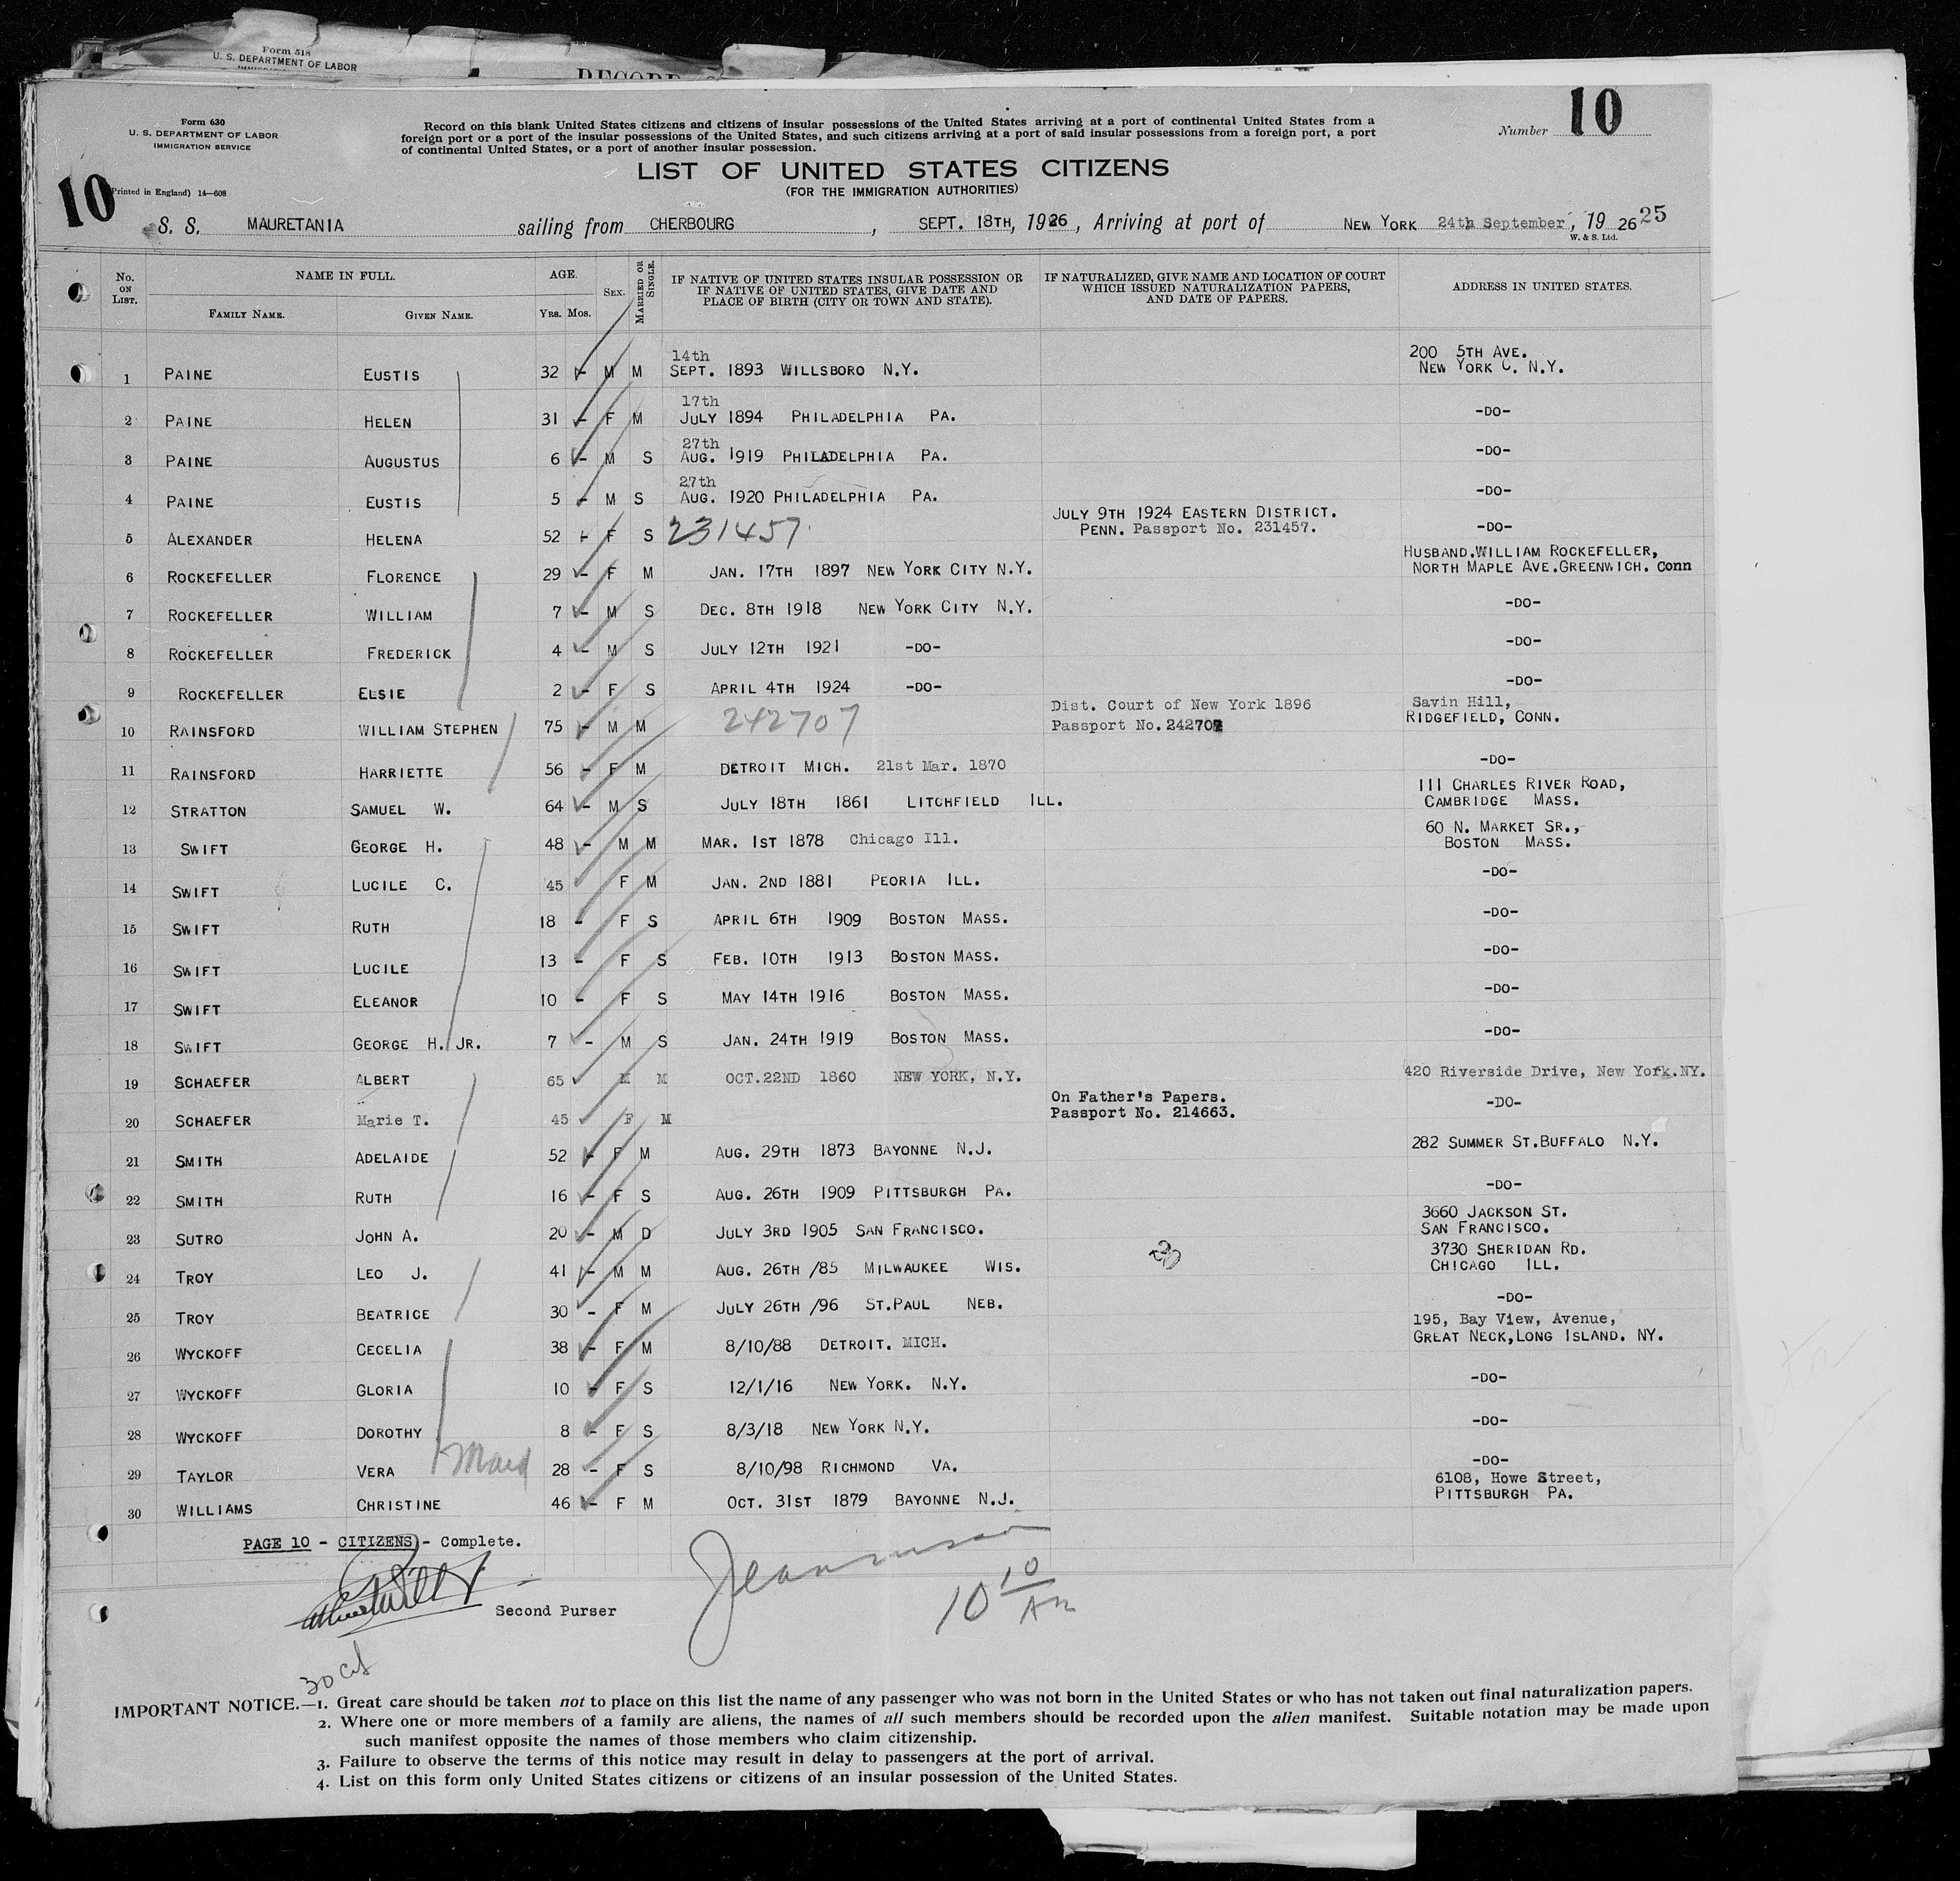 Form 518
U. S. DEPARTMENT OF LABOR
Form 630
U. S. DEPARTMENT OF LABOR
IMMIGRATION SERVICE
Record on this blank United States citizens and citizens of insular possessions of the United States arriving at a port of continental United States from a
foreign port or a port of the insular possessions of the United States, and such citizens arriving at a port of said insular possessions from a foreign port, a port
of continental United States, or a port of another insular possession.
Number 10
LIST OF UNITED STATES CITIZENS
(FOR THE IMMIGRATION AUTHORITIES)
10
Printed in England) 14—608
S. S. MAURETANIA sailing from CHERBOURG, SEPT. 18TH, 1926, Arriving at port of NEW YORK 24th September, 19 26 25
W. & S. Ltd.
No. ON LIST. NAME IN FULL. FAMILY NAME. GIVEN NAME. AGE. YRS. MOS. SEX. MARRIED OR SINGLE. IF NATIVE OF UNITED STATES INSULAR POSSESSION OR IF NATIVE OF UNITED STATES, GIVE DATE AND PLACE OF BIRTH (CITY OR TOWN AND STATE). IF NATURALIZED, GIVE NAME AND LOCATION OF COURT WHICH ISSUED NATURALIZATION PAPERS, AND DATE OF PAPERS. ADDRESS IN UNITED STATES.
1 PAINE EUSTIS 32 - M M 14th SEPT. 1893 WILLSBORO N.Y. 200 5TH AVE. NEW YORK C. N.Y.
2 PAINE HELEN 31 - F M 17th JULY 1894 PHILADELPHIA PA. -DO-
3 PAINE AUGUSTUS 6 - M S 27th AUG. 1919 PHILADELPHIA PA. -DO-
4 PAINE EUSTIS 5 - M S 27th AUG. 1920 PHILADELPHIA PA. -DO-
5 ALEXANDER HELENA 52 - F S 231457 JULY 9TH 1924 EASTERN DISTRICT. PENN. Passport No. 231457. -DO-
6 ROCKEFELLER FLORENCE 29 - F M JAN. 17TH 1897 NEW YORK CITY N.Y. HUSBAND.WILLIAM ROCKEFELLER, NORTH MAPLE AVE.GREENWICH. Conn
7 ROCKEFELLER WILLIAM 7 - M S DEC. 8TH 1918 NEW YORK CITY N.Y. -DO-
8 ROCKEFELLER FREDERICK 4 - M S JULY 12TH 1921 -DO- -DO-
9 ROCKEFELLER ELSIE 2 - F S APRIL 4TH 1924 -DO- -DO-
10 RAINSFORD WILLIAM STEPHEN 75 - M M 242707 Dist. Court of New York 1896 Passport No.242707 Savin Hill, RIDGEFIELD, CONN.
11 RAINSFORD HARRIETTE 56 - F M DETROIT MICH. 21st Mar. 1870 -DO-
12 STRATTON SAMUEL W. 64 - M S JULY 18TH 1861 LITCHFIELD ILL. 111 CHARLES RIVER ROAD, CAMBRIDGE MASS.
13 SWIFT GEORGE H. 48 - M M MAR. 1ST 1878 Chicago Ill. 60 N. MARKET SR., BOSTON MASS.
14 SWIFT LUCILE C. 45 F M JAN. 2ND 1881 PEORIA ILL. -DO-
15 SWIFT RUTH 18 - F S APRIL 6TH 1909 BOSTON MASS. -DO-
16 SWIFT LUCILE 13 - F S FEB. 10TH 1913 BOSTON MASS. -DO-
17 SWIFT ELEANOR 10 - F S MAY 14TH 1916 BOSTON MASS. -DO-
18 SWIFT GEORGE H. JR. 7 - M S JAN. 24TH 1919 BOSTON MASS. -DO-
19 SCHAEFER ALBERT 65 M M OCT.22ND 1860 NEW YORK, N.Y. 420 Riverside Drive, New York.NY.
20 SCHAEFER Marie T. 45 F M On Father's Papers. Passport No. 214663. -DO-
21 SMITH ADELAIDE 52 - F M AUG. 29TH 1873 BAYONNE N.J. 282 SUMMER ST.BUFFALO N.Y.
22 SMITH RUTH 16 - F S AUG. 26TH 1909 PITTSBURGH PA. -DO-
23 SUTRO JOHN A. 20 - M D JULY 3RD 1905 SAN FRANCISCO. 3660 JACKSON ST. SAN FRANCISCO.
24 TROY LEO J. 41 - M M AUG. 26TH /85 MILWAUKEE WIS. 3730 SHERIDAN RD. CHICAGO ILL.
25 TROY BEATRICE 30 - F M JULY 26TH /96 ST.PAUL NEB. -DO-
26 WYCKOFF CECELIA 38 - F M 8/10/88 DETROIT. MICH. 195, Bay View, Avenue, GREAT NECK,LONG ISLAND. NY.
27 WYCKOFF GLORIA 10 - F S 12/1/16 NEW YORK. N.Y. -DO-
28 WYCKOFF DOROTHY 8 - F S 8/3/18 NEW YORK N.Y. -DO-
29 TAYLOR VERA Maid 28 - F S 8/10/98 RICHMOND VA. -DO-
30 WILLIAMS CHRISTINE 46 - F M OCT. 31ST 1879 BAYONNE N.J. 6108, Howe Street, PITTSBURGH PA.
PAGE 10 - CITIZENS - Complete.
Second Purser
10 10 AM
30 Cit
IMPORTANT NOTICE.—1. Great care should be taken not to place on this list the name of any passenger who was not born in the United States or who has not taken out final naturalization papers.
2. Where one or more members of a family are aliens, the names of all such members should be recorded upon the alien manifest. Suitable notation may be made upon
such manifest opposite the names of those members who claim citizenship.
3. Failure to observe the terms of this notice may result in delay to passengers at the port of arrival.
4. List on this form only United States citizens or citizens of an insular possession of the United States.